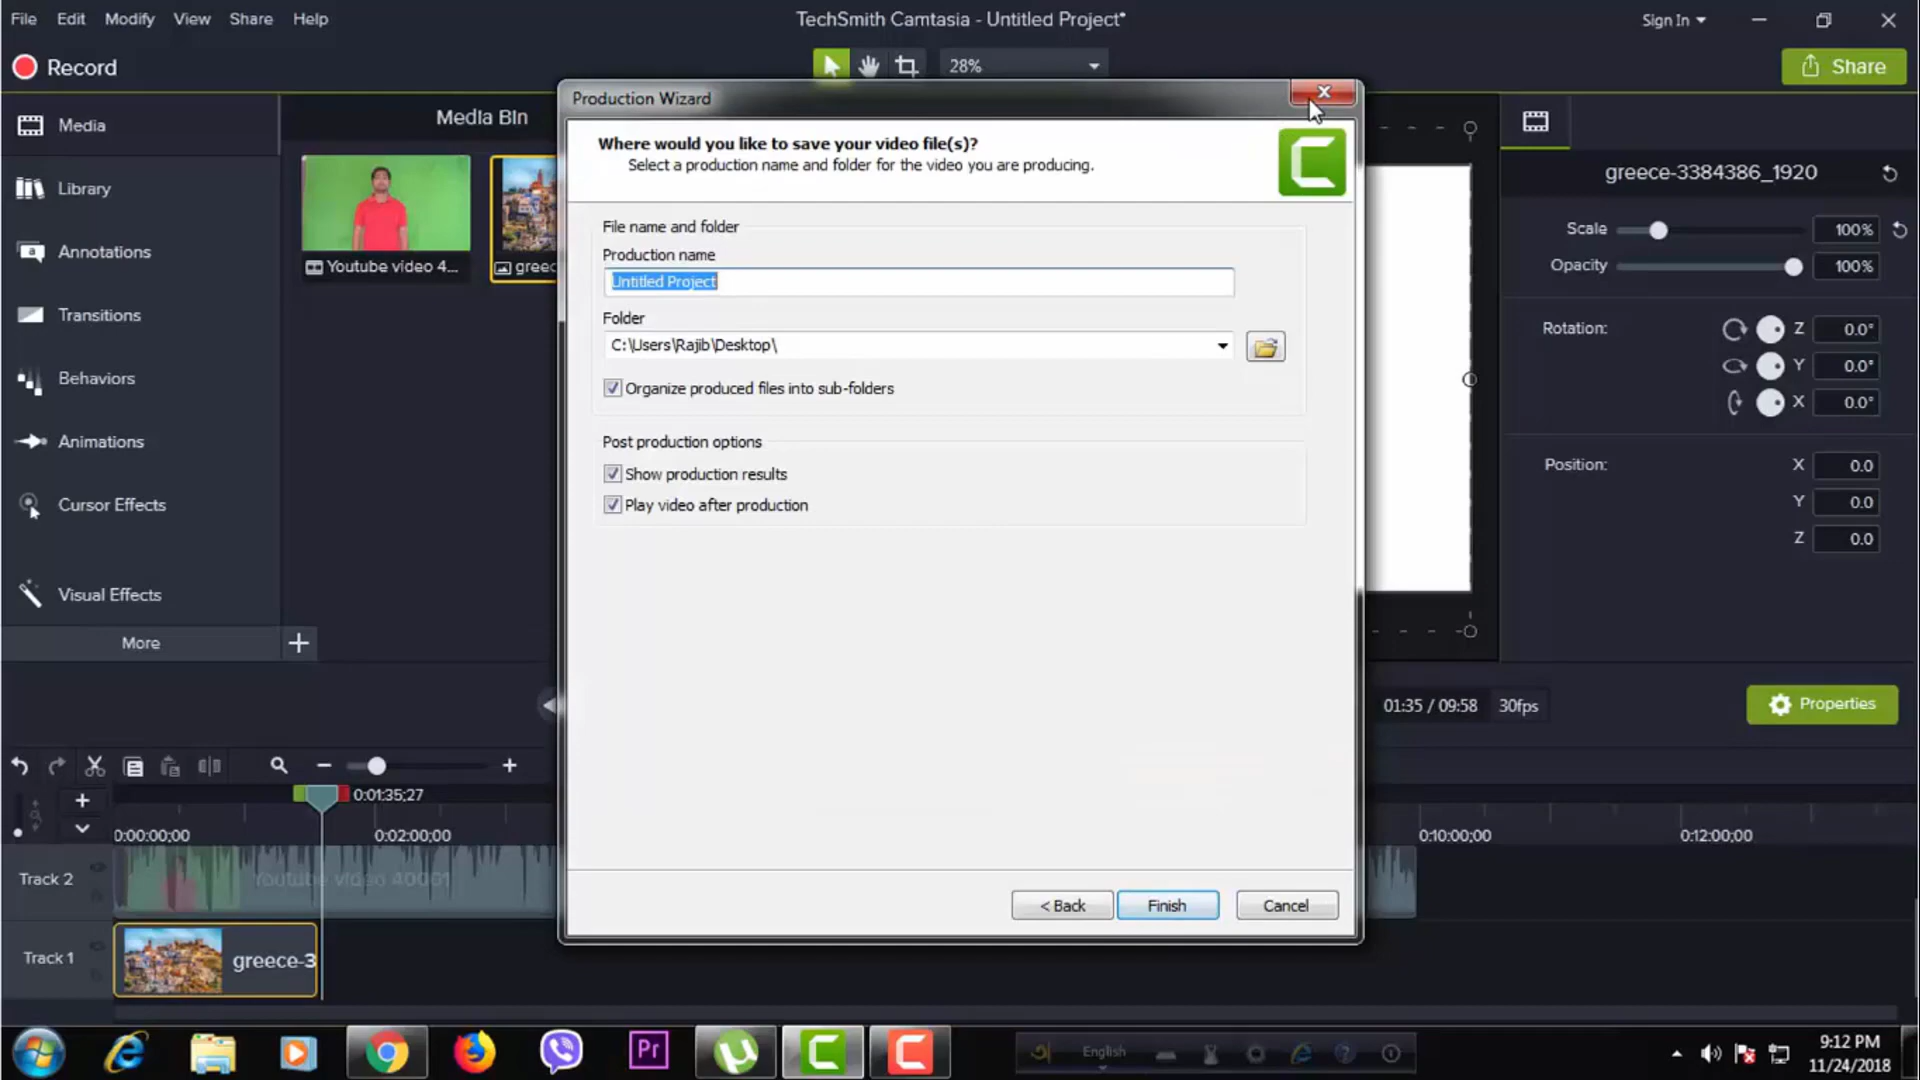 File Edit Modify View Share Help
TechSmith Camtasia - Untitled Project*
Sign In
Record
28%
Share
Media
Library
Annotations
Transitions
Behaviors
Animations
Cursor Effects
Visual Effects
More
Media Bin
Youtube video 4...
greec
Production Wizard
Where would you like to save your video file(s)?
Select a production name and folder for the video you are producing.
File name and folder
Production name
Untitled Project
Folder
C:\Users\Rajib\Desktop\
Organize produced files into sub-folders
Post production options
Show production results
Play video after production
< Back Finish Cancel
greece-3384386_1920
Scale 100%
Opacity 100%
Rotation: Z 0.0°
Y 0.0°
X 0.0°
Position: X 0.0
Y 0.0
Z 0.0
01:35 / 09:58 30fps
Properties
0:01:35;27
0:00:00;00 0:02:00;00 0:10:00;00 0:12:00;00
Track 2 Youtube video 40001
Track 1 greece-3
Pr
English
9:12 PM
11/24/2018